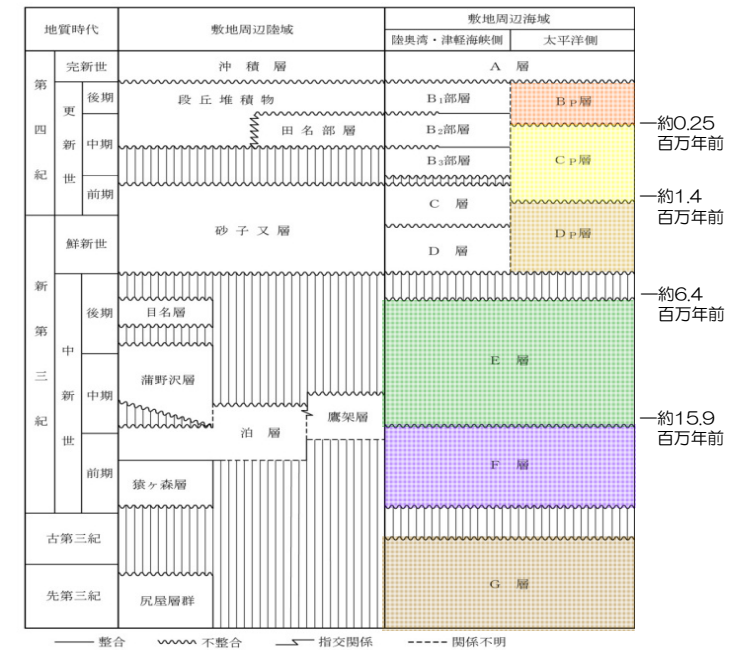 地質時代
敷地周辺陸域
敷地周辺海域
陸奥湾・津軽海峡側
太平洋側
第四紀
完新世
沖積層
A層
更新世
後期
段丘堆積物
B₁部層
BP層
中期
田名部層
B₂部層
B₃部層
CP層
前期
C層
新第三紀
鮮新世
砂子又層
D層
DP層
中新世
後期
目名層
E層
中期
蒲野沢層
泊層
鷹架層
前期
猿ヶ森層
F層
古第三紀
先第三紀
尻屋層群
G層
約0.25
百万年前
約1.4
百万年前
約6.4
百万年前
約15.9
百万年前
整合 不整合 指交関係 関係不明